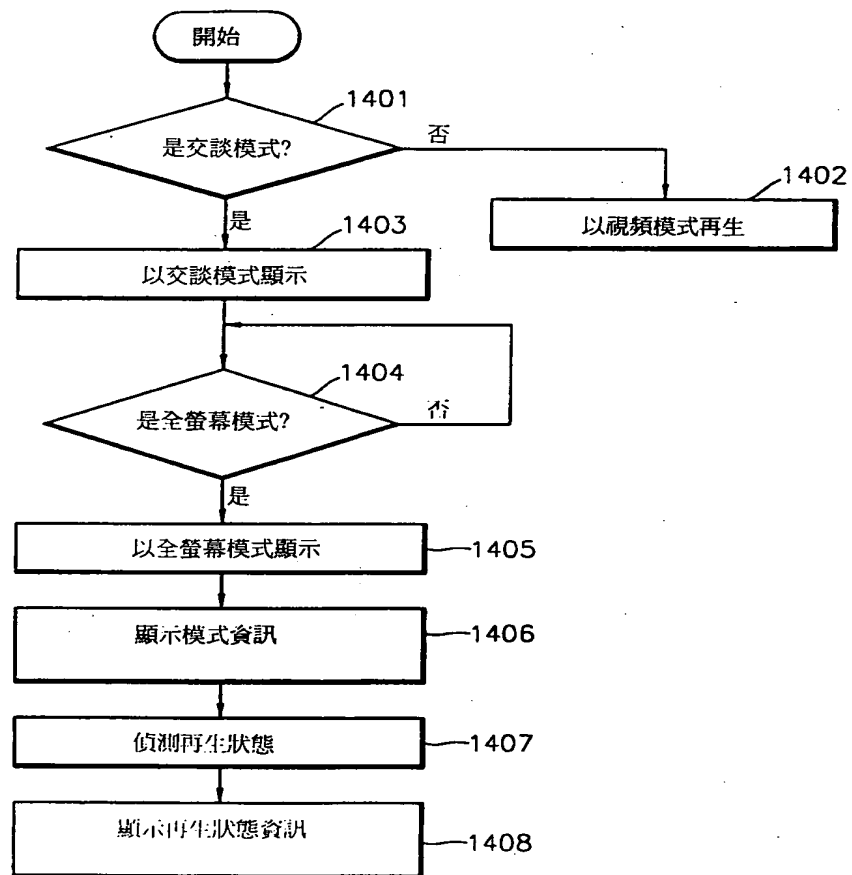 開始
1401
是交談模式?
否
1402
以視頻模式再生
是
1403
以交談模式顯示
1404
是全螢幕模式?
否
是
以全螢幕模式顯示
1405
顯示模式資訊
1406
偵測再生狀態
1407
顯示再生狀態資訊
1408